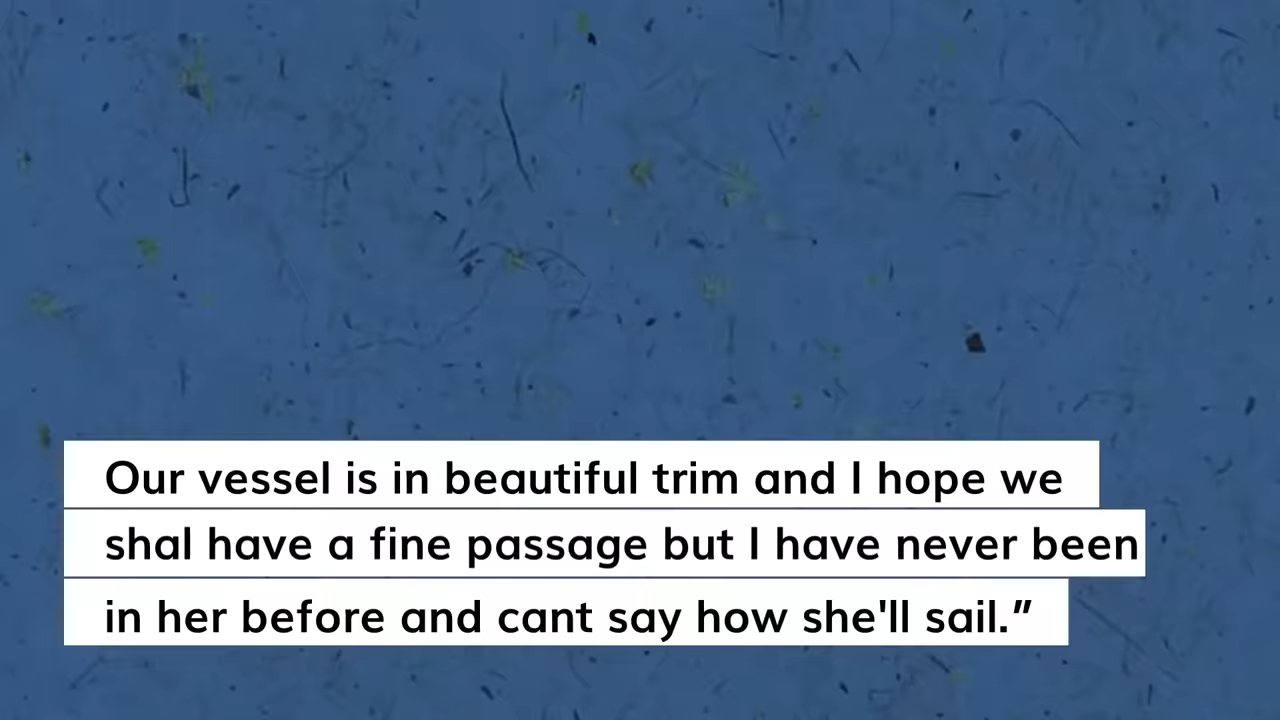 Our vessel is in beautiful trim and I hope we
shal have a fine passage but I have never been
in her before and cant say how she'll sail.”